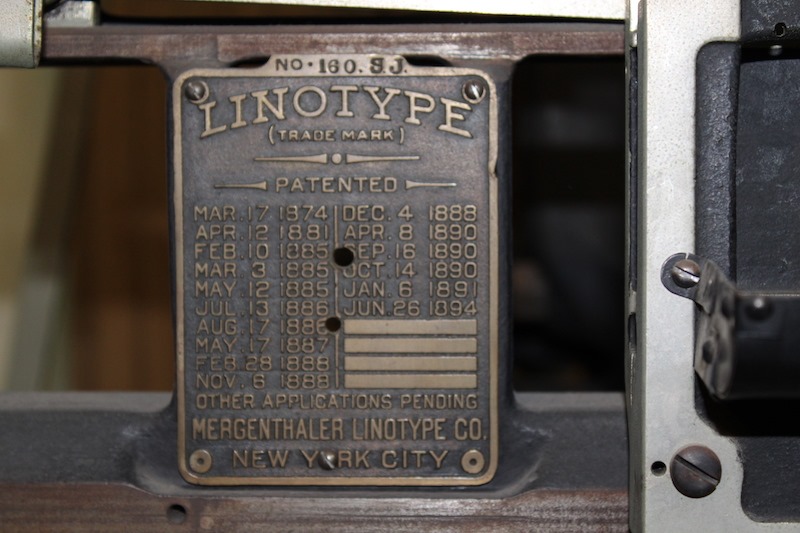 NO. 160. SJ.
LINOTYPE
(TRADE MARK)
PATENTED
MAR. 17 1874 DEC. 4 1888
APR. 12 1881 APR. 8 1890
FEB. 10 1885 SEP. 16 1890
MAR. 3 1885 OCT. 14 1890
MAY. 12 1885 JAN. 6 1891
JUL. 13 1886 JUN. 26 1894
AUG. 17 1886
MAY. 17 1887
FEB. 28 1888
NOV. 6 1888
OTHER APPLICATIONS PENDING
MERGENTHALER LINOTYPE CO.
NEW YORK CITY